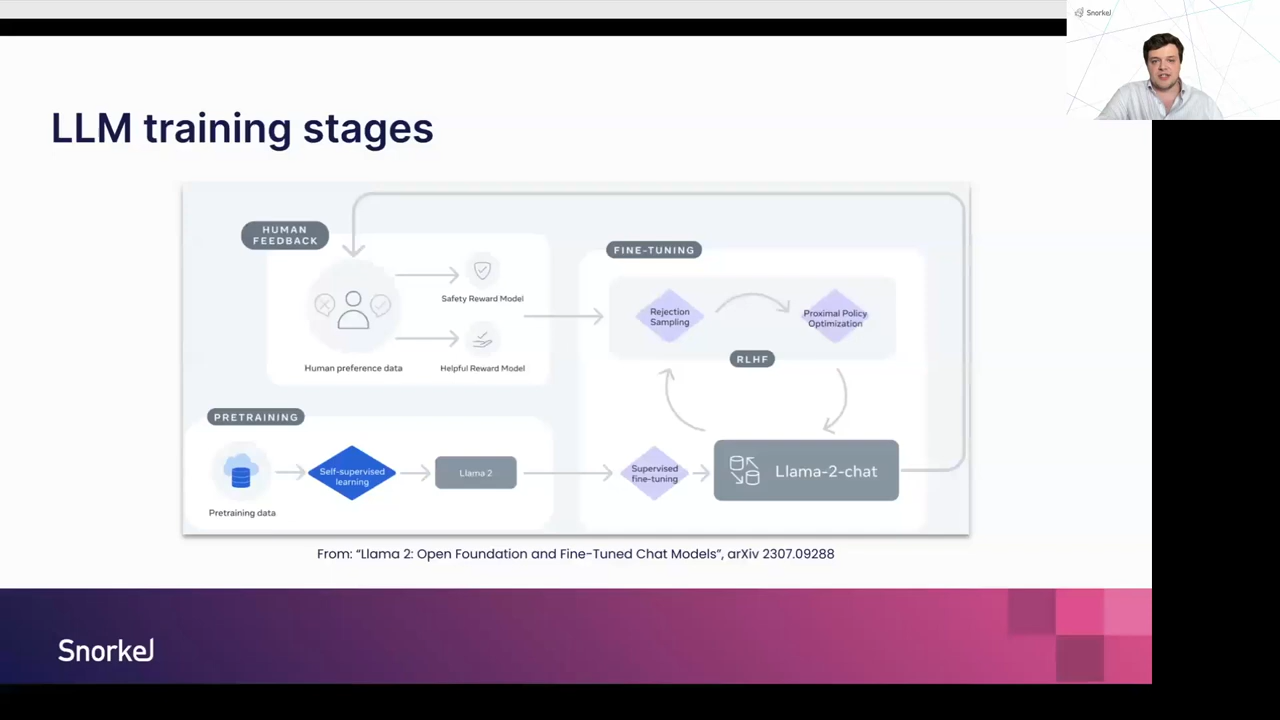 Snorkel
LLM training stages
HUMAN
FEEDBACK
Safety Reward Model
Human preference data
Helpful Reward Model
FINE-TUNING
Rejection
Sampling
Proximal Policy
Optimization
RLHF
PRETRAINING
Pretraining data
Self-supervised
learning
Llama 2
Supervised
fine-tuning
Llama-2-chat
From: “Llama 2: Open Foundation and Fine-Tuned Chat Models”, arXiv 2307.09288
Snorkel